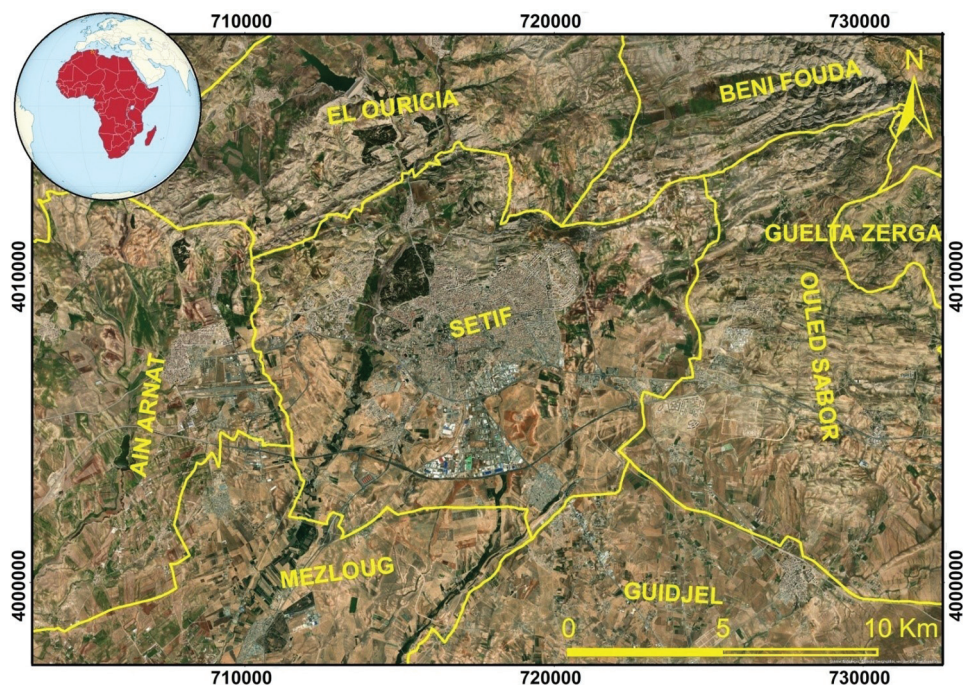 710000
720000
730000
N
BENI FOUDA
EL OURICIA
GUELTA ZERGA
4010000
4010000
SETIF
OULED SABOR
AIN ARNAT
MEZLOUG
GUIDJEL
4000000
4000000
0 5 10 Km
710000
720000
730000